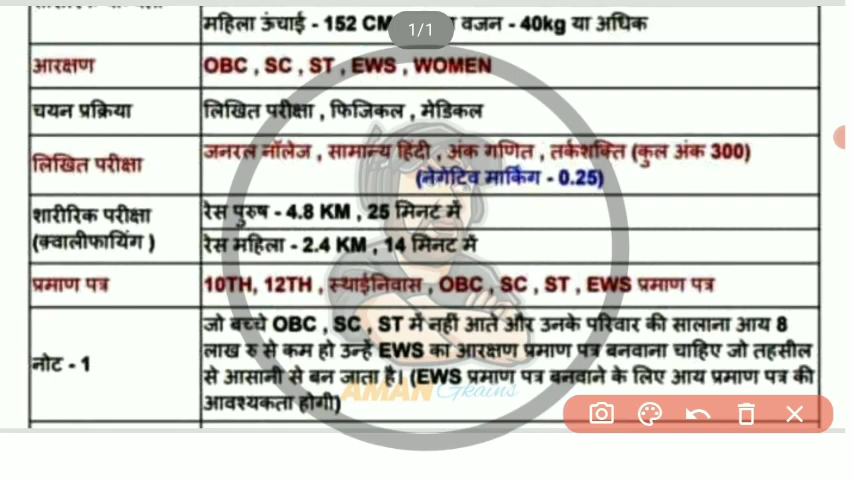 महिला ऊंचाई - 152 CM
1/1
वजन - 40kg या अधिक
आरक्षण
OBC , SC , ST , EWS , WOMEN
चयन प्रक्रिया
लिखित परीक्षा , फिजिकल , मेडिकल
लिखित परीक्षा
जनरल नॉलेज , सामान्य हिंदी , अंक गणित , तर्कशक्ति (कुल अंक 300)
(नेगेटिव मार्किंग - 0.25)
शारीरिक परीक्षा
(क्वालीफायिंग )
रेस पुरुष - 4.8 KM , 25 मिनट में
रेस महिला - 2.4 KM , 14 मिनट में
प्रमाण पत्र
10TH, 12TH , स्थाईनिवास , OBC , SC , ST , EWS प्रमाण पत्र
नोट - 1
जो बच्चे OBC , SC , ST में नहीं आते और उनके परिवार की सालाना आय 8
लाख रु से कम हो उन्हें EWS का आरक्षण प्रमाण पत्र बनवाना चाहिए जो तहसील
से आसानी से बन जाता है। (EWS प्रमाण पत्र बनवाने के लिए आय प्रमाण पत्र की
आवश्यकता होगी)
AMAN Grains